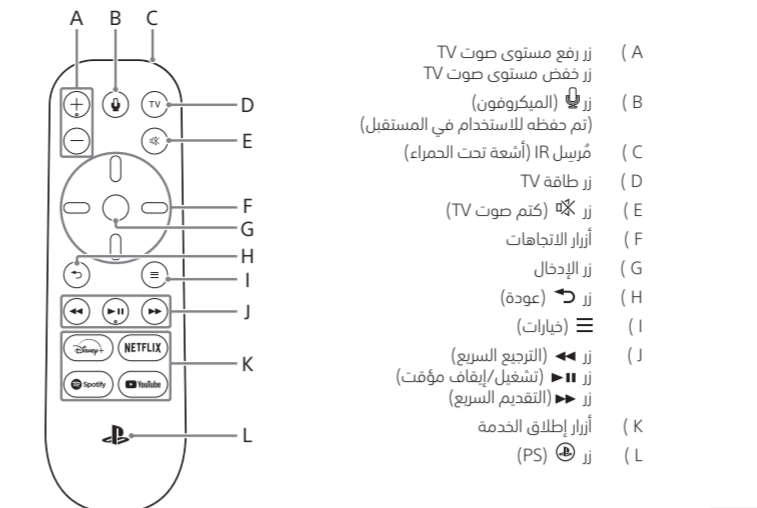 A B C
TV
D
E
F
G
H
I
J
Disney+ NETFLIX
K
Spotify YouTube
L
A ) زر رفع مستوى صوت TV
زر خفض مستوى صوت TV
B ) زر (الميكروفون)
(تم حفظه للاستخدام في المستقبل)
C ) مُرسِل IR (أشعة تحت الحمراء)
D ) زر طاقة TV
E ) زر (كتم صوت TV)
F ) أزرار الاتجاهات
G ) زر الإدخال
H ) زر (عودة)
I ) (خيارات)
J ) زر ◄◄ (الترجيع السريع)
زر ►II (تشغيل/إيقاف مؤقت)
زر ►► (التقديم السريع)
K ) أزرار إطلاق الخدمة
L ) زر (PS)